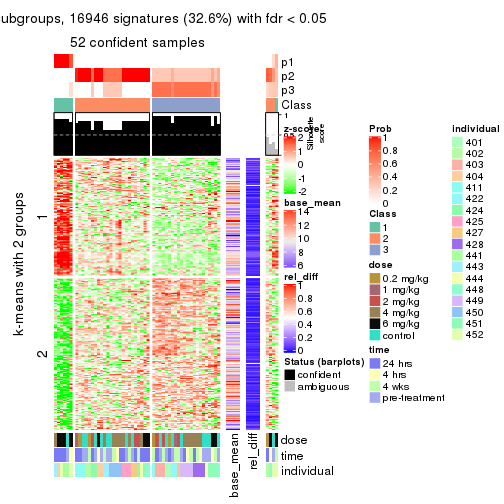 ubgroups, 16946 signatures (32.6%) with fdr < 0.05
52 confident samples
p1
p2
p3
Class
1
Silhouette
score
k-means with 2 groups
1
2
z-score
2
1
0
-1
-2
base_mean
14
12
10
8
6
rel_diff
1
0.8
0.6
0.4
0.2
0
Status (barplots)
confident
ambiguous
dose
time
individual
base_mean
rel_diff
Prob
1
0.8
0.6
0.4
0.2
0
Class
1
2
3
dose
0.2 mg/kg
1 mg/kg
2 mg/kg
4 mg/kg
6 mg/kg
control
time
24 hrs
4 hrs
4 wks
pre-treatment
individual
401
402
403
404
411
422
424
425
427
428
441
443
444
448
449
450
451
452